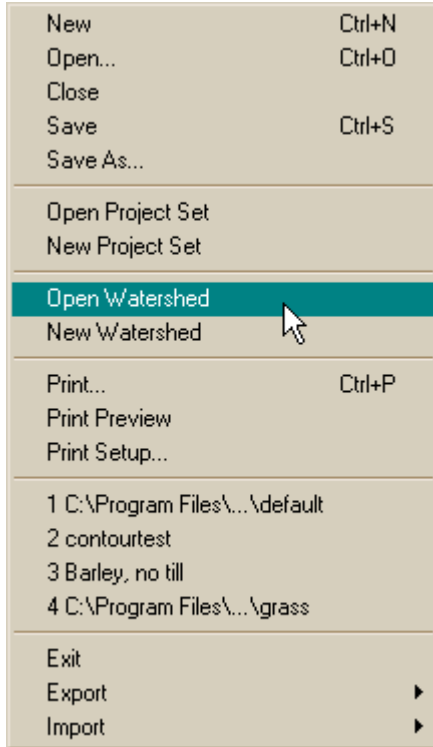 New Ctrl+N
Open... Ctrl+O
Close
Save Ctrl+S
Save As...
Open Project Set
New Project Set
Open Watershed
New Watershed
Print... Ctrl+P
Print Preview
Print Setup...
1 C:\Program Files\...\default
2 contourtest
3 Barley, no till
4 C:\Program Files\...\grass
Exit
Export
Import